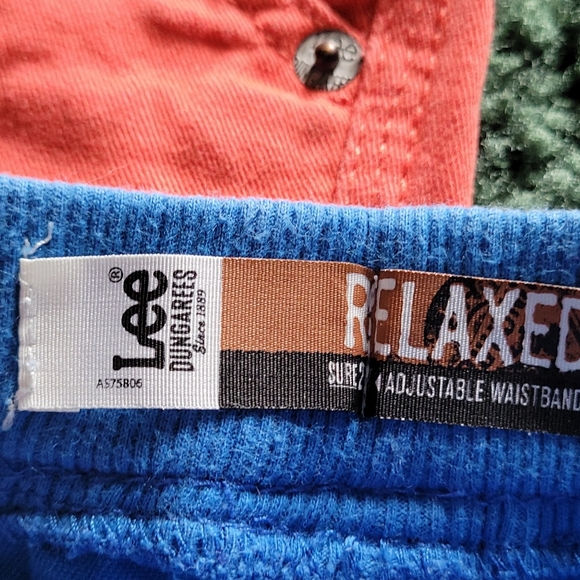 Lee®
DUNGAREES
Since 1889
A575806
RELAXED
ADJUSTABLE WAISTBAND